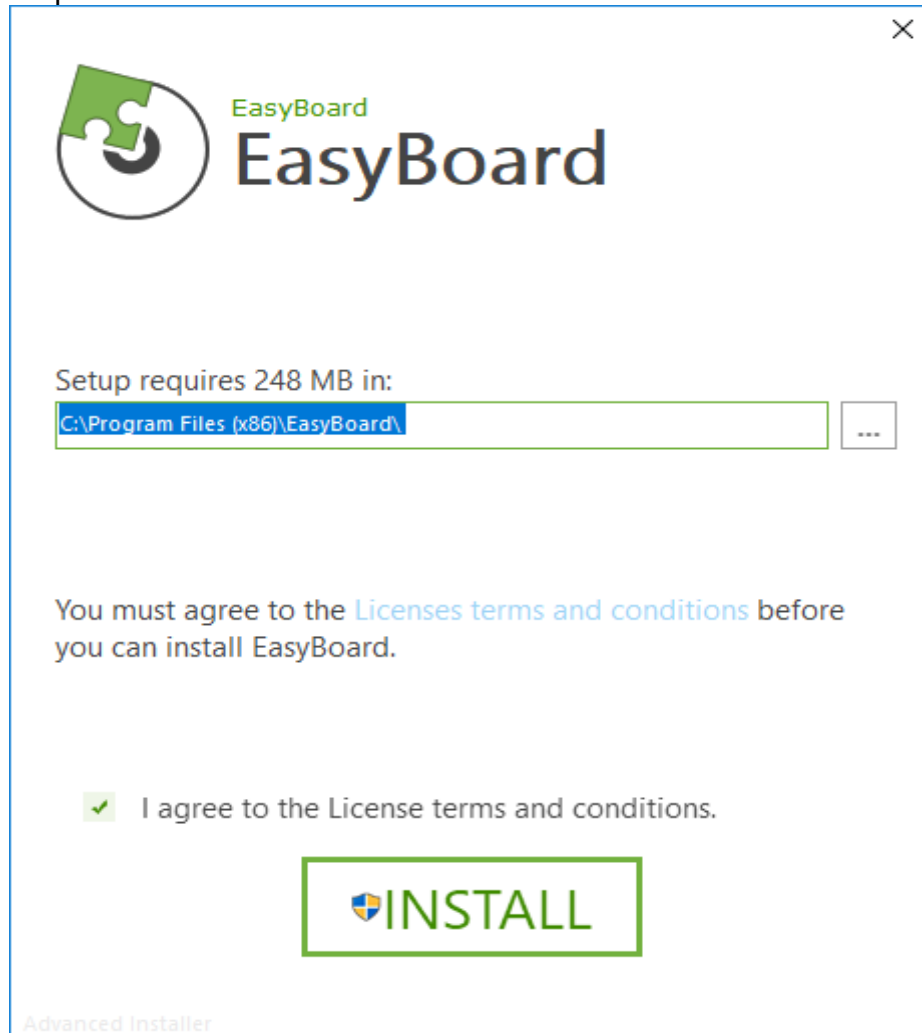 EasyBoard
EasyBoard
Setup requires 248 MB in:
C:\Program Files (x86)\EasyBoard\
...
You must agree to the Licenses terms and conditions before
you can install EasyBoard.
I agree to the License terms and conditions.
INSTALL
Advanced Installer